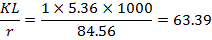 KL/r = (1 × 5.36 × 1000)/84.56 = 63.39